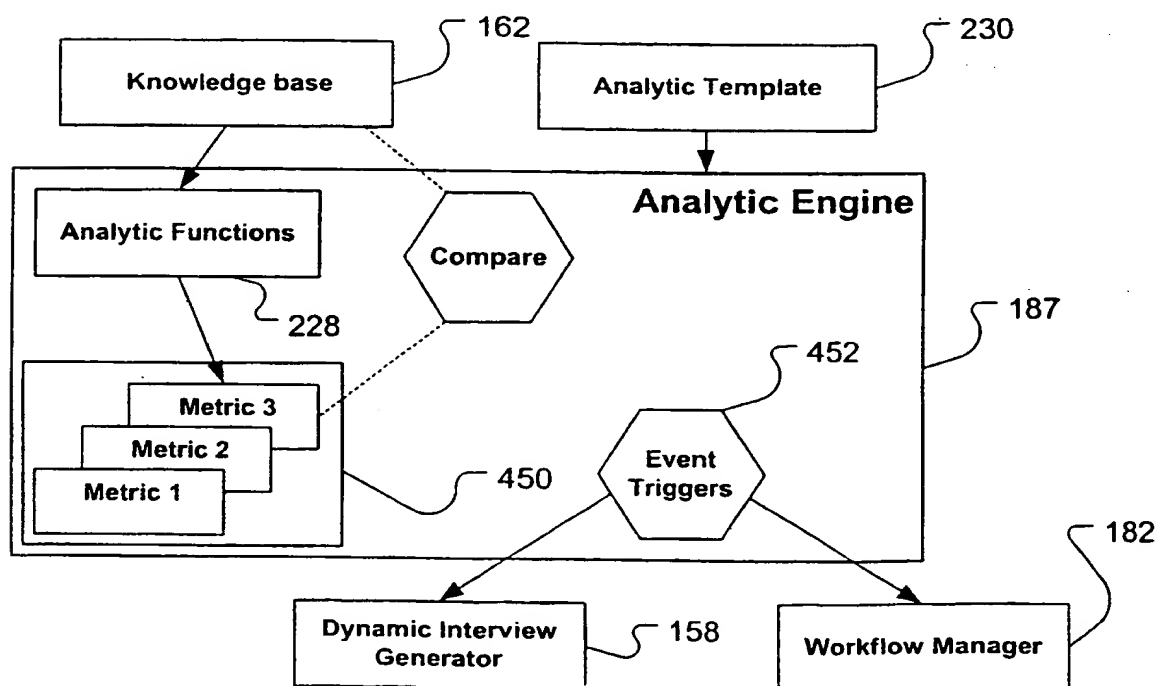 162
230
Knowledge base
Analytic Template
Analytic Engine
Analytic Functions
Compare
228
187
452
Metric 3
Metric 2
Metric 1
450
Event
Triggers
182
Dynamic Interview
Generator
158
Workflow Manager